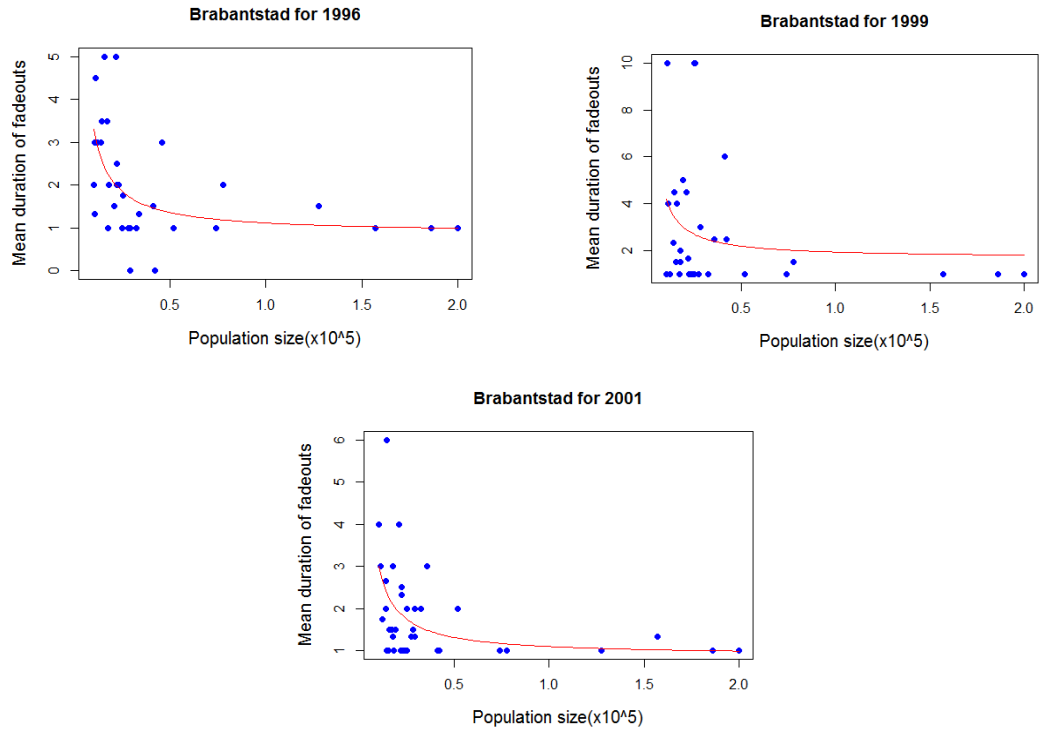 Brabantstad for 1996
Mean duration of fadeouts
5
4
3
2
1
0
0.5 1.0 1.5 2.0
Population size(x10^5)
Brabantstad for 1999
Mean duration of fadeouts
10
8
6
4
2
0.5 1.0 1.5 2.0
Population size(x10^5)
Brabantstad for 2001
Mean duration of fadeouts
6
5
4
3
2
1
0.5 1.0 1.5 2.0
Population size(x10^5)